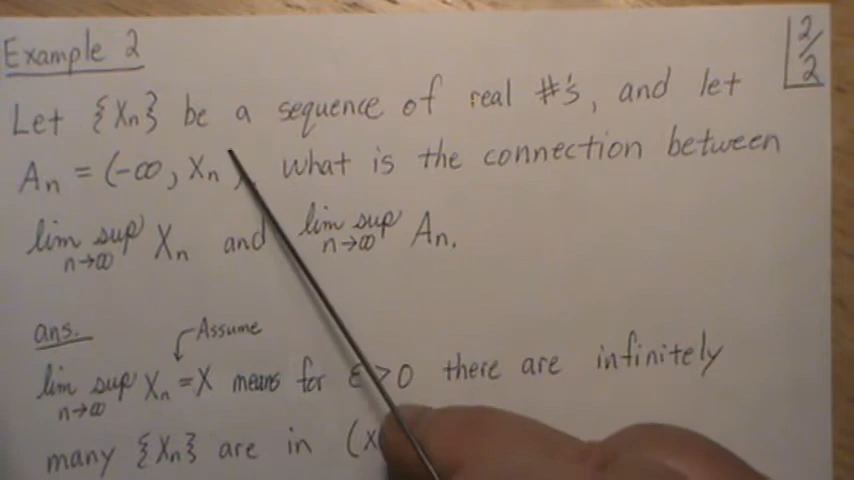 Example 2
2/2
Let {Xn} be a sequence of real #'s, and let
An = (-∞, Xn). what is the connection between
lim sup Xn and lim sup An.
n→∞ n→∞
ans.
Assume
lim sup Xn = X means for ε>0 there are infinitely
n→∞
many {Xn} are in (x